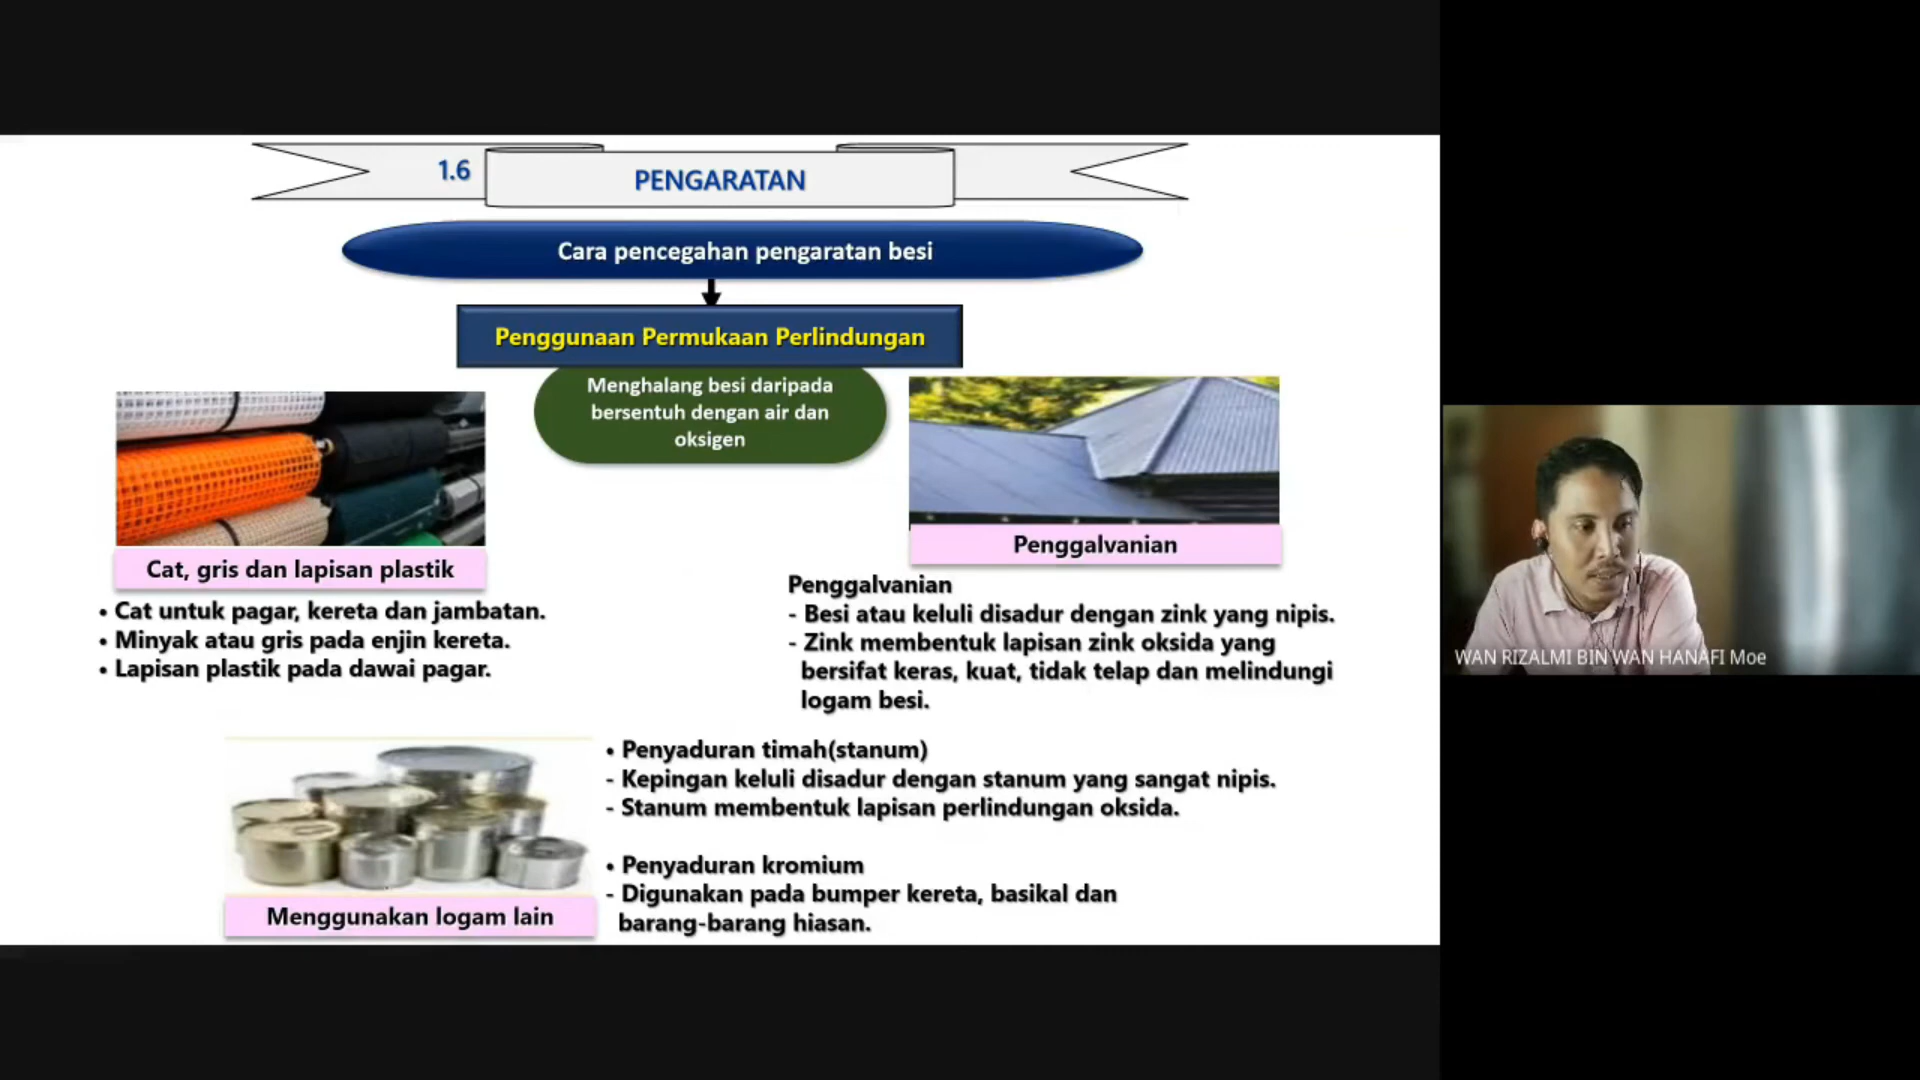 1.6
PENGARATAN
Cara pencegahan pengaratan besi
Penggunaan Permukaan Perlindungan
Menghalang besi daripada
bersentuh dengan air dan
oksigen
Cat, gris dan lapisan plastik
• Cat untuk pagar, kereta dan jambatan.
• Minyak atau gris pada enjin kereta.
• Lapisan plastik pada dawai pagar.
Penggalvanian
Penggalvanian
- Besi atau keluli disadur dengan zink yang nipis.
- Zink membentuk lapisan zink oksida yang
bersifat keras, kuat, tidak telap dan melindungi
logam besi.
Menggunakan logam lain
• Penyaduran timah(stanum)
- Kepingan keluli disadur dengan stanum yang sangat nipis.
- Stanum membentuk lapisan perlindungan oksida.
• Penyaduran kromium
- Digunakan pada bumper kereta, basikal dan
barang-barang hiasan.
WAN RIZALMI BIN WAN HANAFI Moe